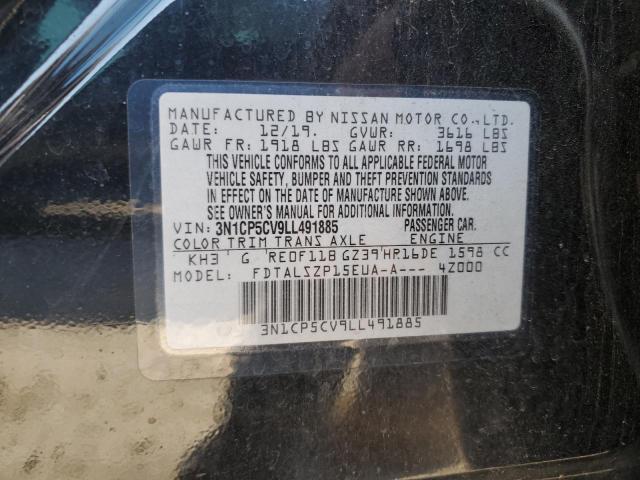 MANUFACTURED BY NISSAN MOTOR CO.,LTD.
DATE: 12/19. GVWR: 3616 LBS
GAWR FR: 1918 LBS GAWR RR: 1698 LBS
THIS VEHICLE CONFORMS TO ALL APPLICABLE FEDERAL MOTOR
VEHICLE SAFETY, BUMPER AND THEFT PREVENTION STANDARDS
IN EFFECT ON THE DATE OF MANUFACTURE SHOWN ABOVE.
SEE OWNER'S MANUAL FOR ADDITIONAL INFORMATION.
VIN: 3N1CP5CV9LL491885 PASSENGER CAR.
COLOR TRIM TRANS AXLE ENGINE
KH3 G RE0F11B GZ39 HR16DE 1598 CC
MODEL: FDTALSZP15EUA-A--- 4Z000
3N1CP5CV9LL491885